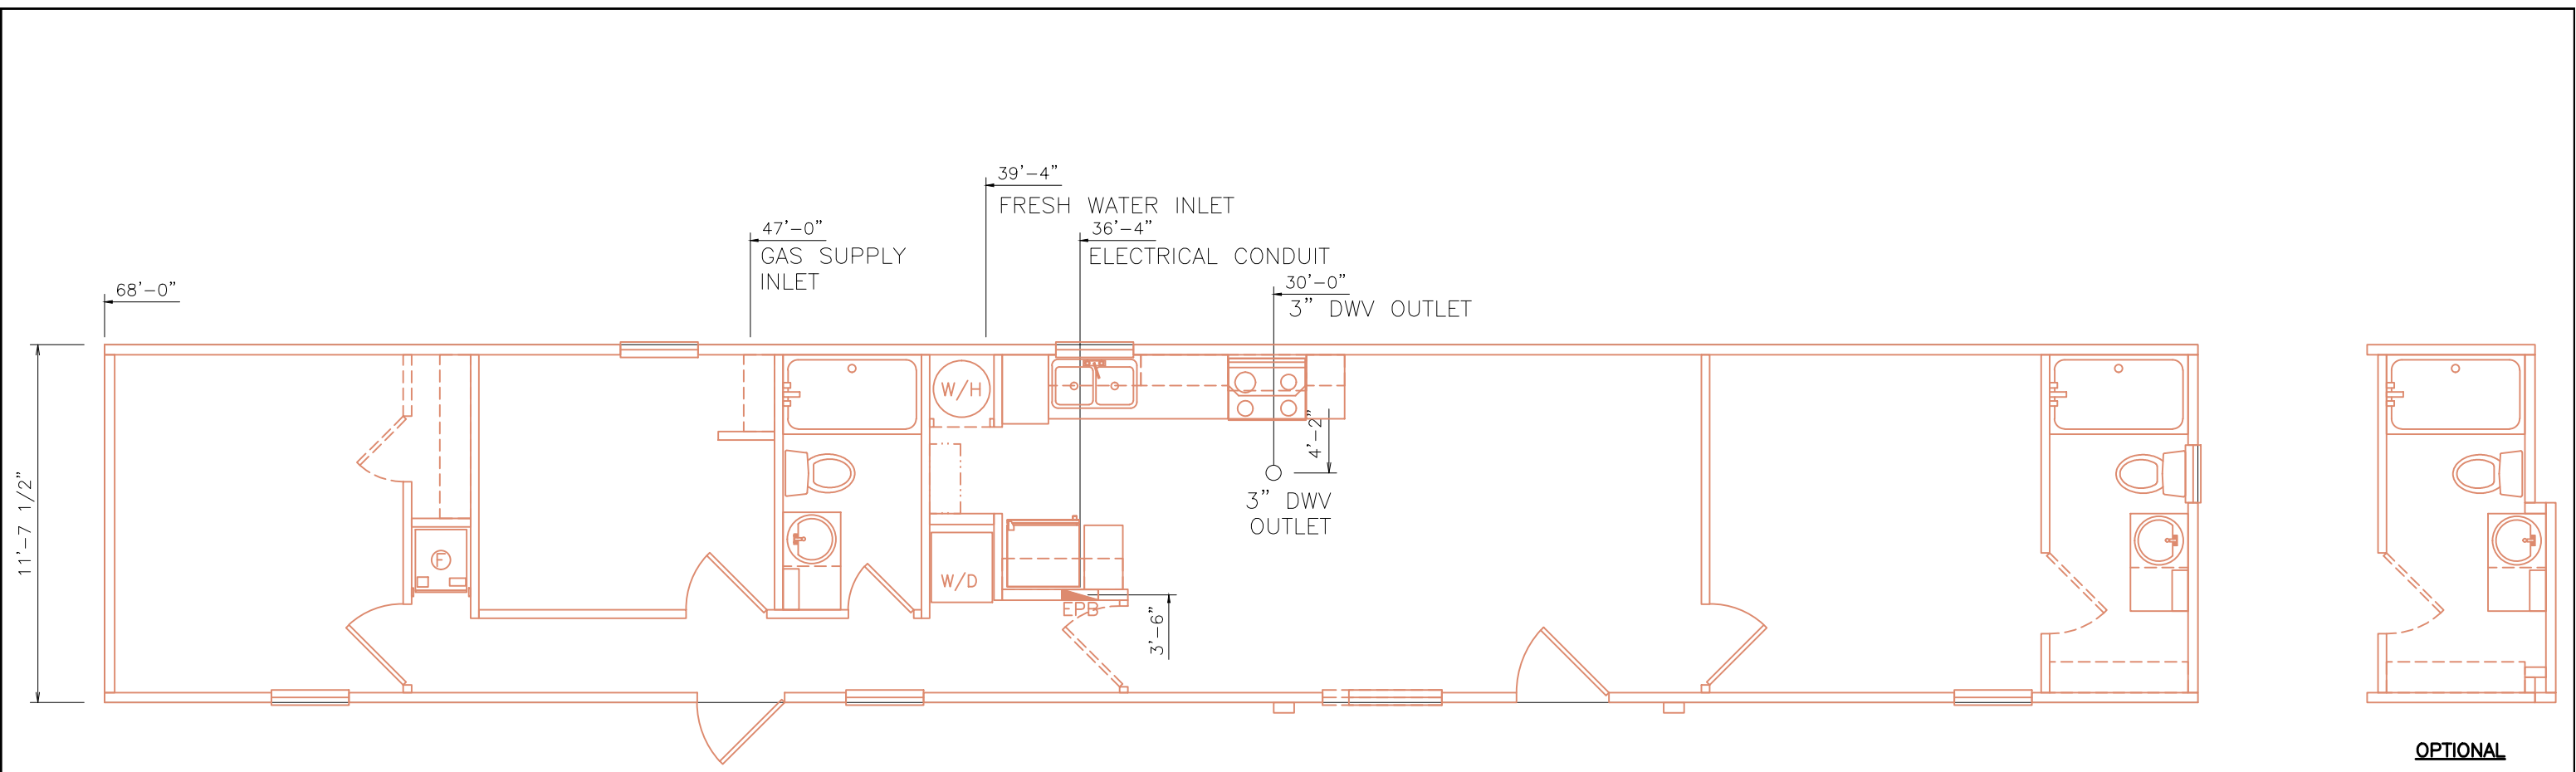 39'-4"
FRESH WATER INLET
47'-0"
GAS SUPPLY
INLET
36'-4"
ELECTRICAL CONDUIT
68'-0"
30'-0"
3" DWV OUTLET
W/H
4'-2"
11'-7 1/2"
3" DWV
OUTLET
F
W/D
EPB
3'-6"
OPTIONAL